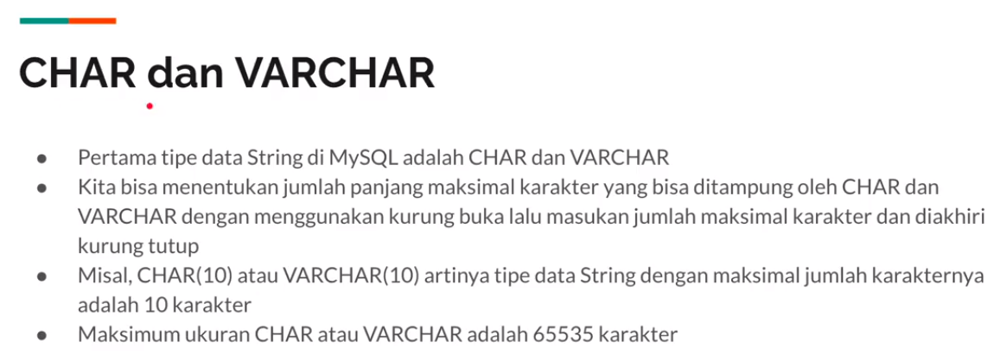 CHAR dan VARCHAR
● Pertama tipe data String di MySQL adalah CHAR dan VARCHAR
● Kita bisa menentukan jumlah panjang maksimal karakter yang bisa ditampung oleh CHAR dan
VARCHAR dengan menggunakan kurung buka lalu masukan jumlah maksimal karakter dan diakhiri
kurung tutup
● Misal, CHAR(10) atau VARCHAR(10) artinya tipe data String dengan maksimal jumlah karakternya
adalah 10 karakter
● Maksimum ukuran CHAR atau VARCHAR adalah 65535 karakter